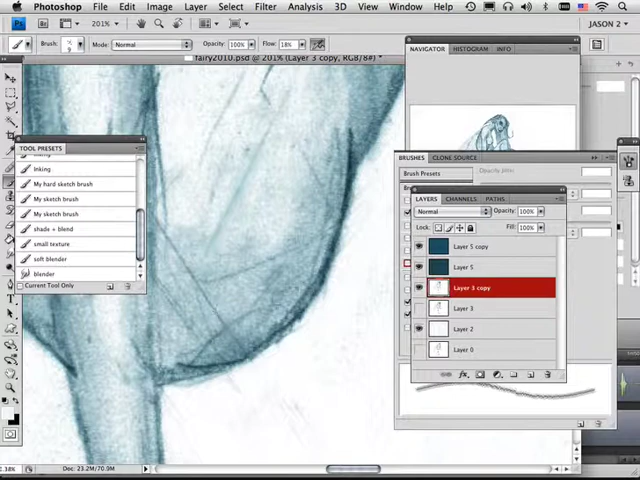 Photoshop File Edit Image Layer Select Filter Analysis 3D View Window Help
201% JASON 2
Brush: Mode: Normal Opacity: 100% Flow: 18%
fairy2010.psd @ 201% (Layer 3 copy, RGB/8#) *
NAVIGATOR HISTOGRAM INFO
TOOL PRESETS
Inking
My hard sketch brush
My sketch brush
My sketch brush
shade + blend
small texture
soft blender
blender
Current Tool Only
BRUSHES CLONE SOURCE
Brush Presets Opacity Jitter
LAYERS CHANNELS PATHS
Normal Opacity: 100%
Lock: Fill: 100%
Layer 5 copy
Layer 5
Layer 3 copy
Layer 3
Layer 2
Layer 0
Doc: 23.2M/70.9M